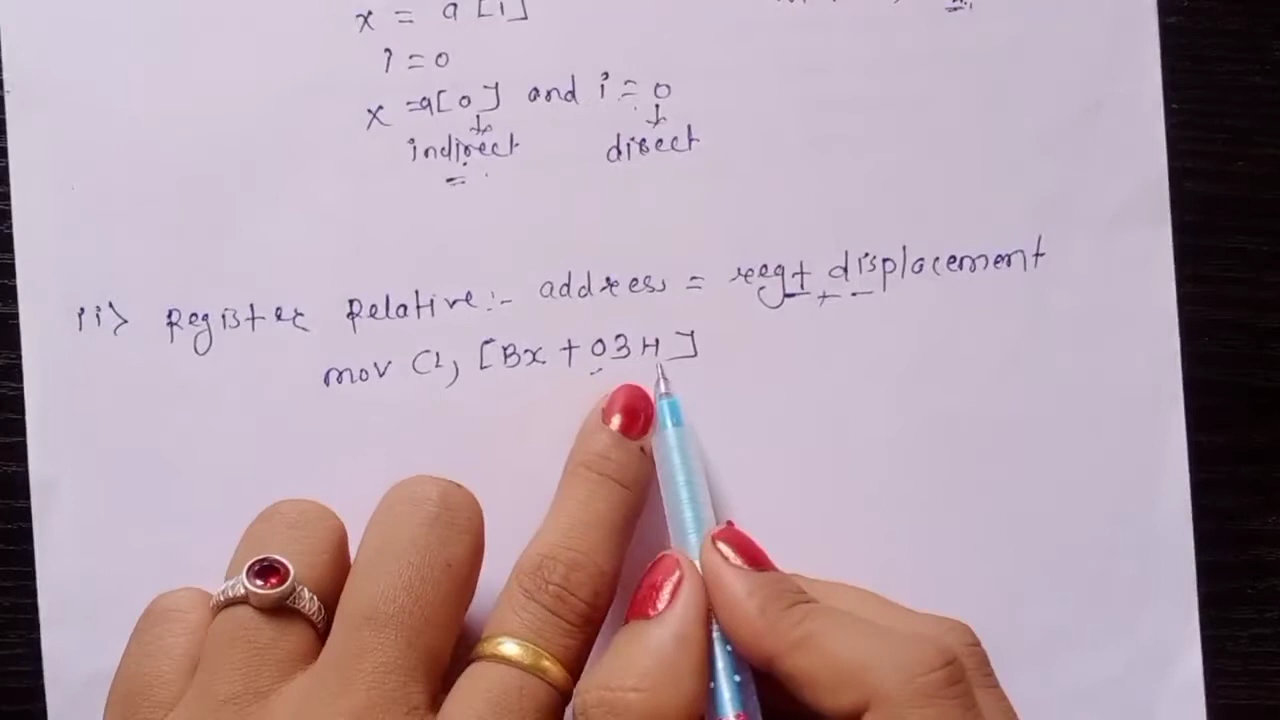 x = a [i]
i = 0
x = a[0] and i = 0
indirect direct
ii> Register Relative:- address = reg + displacement
mov CL, [BX + 03H]